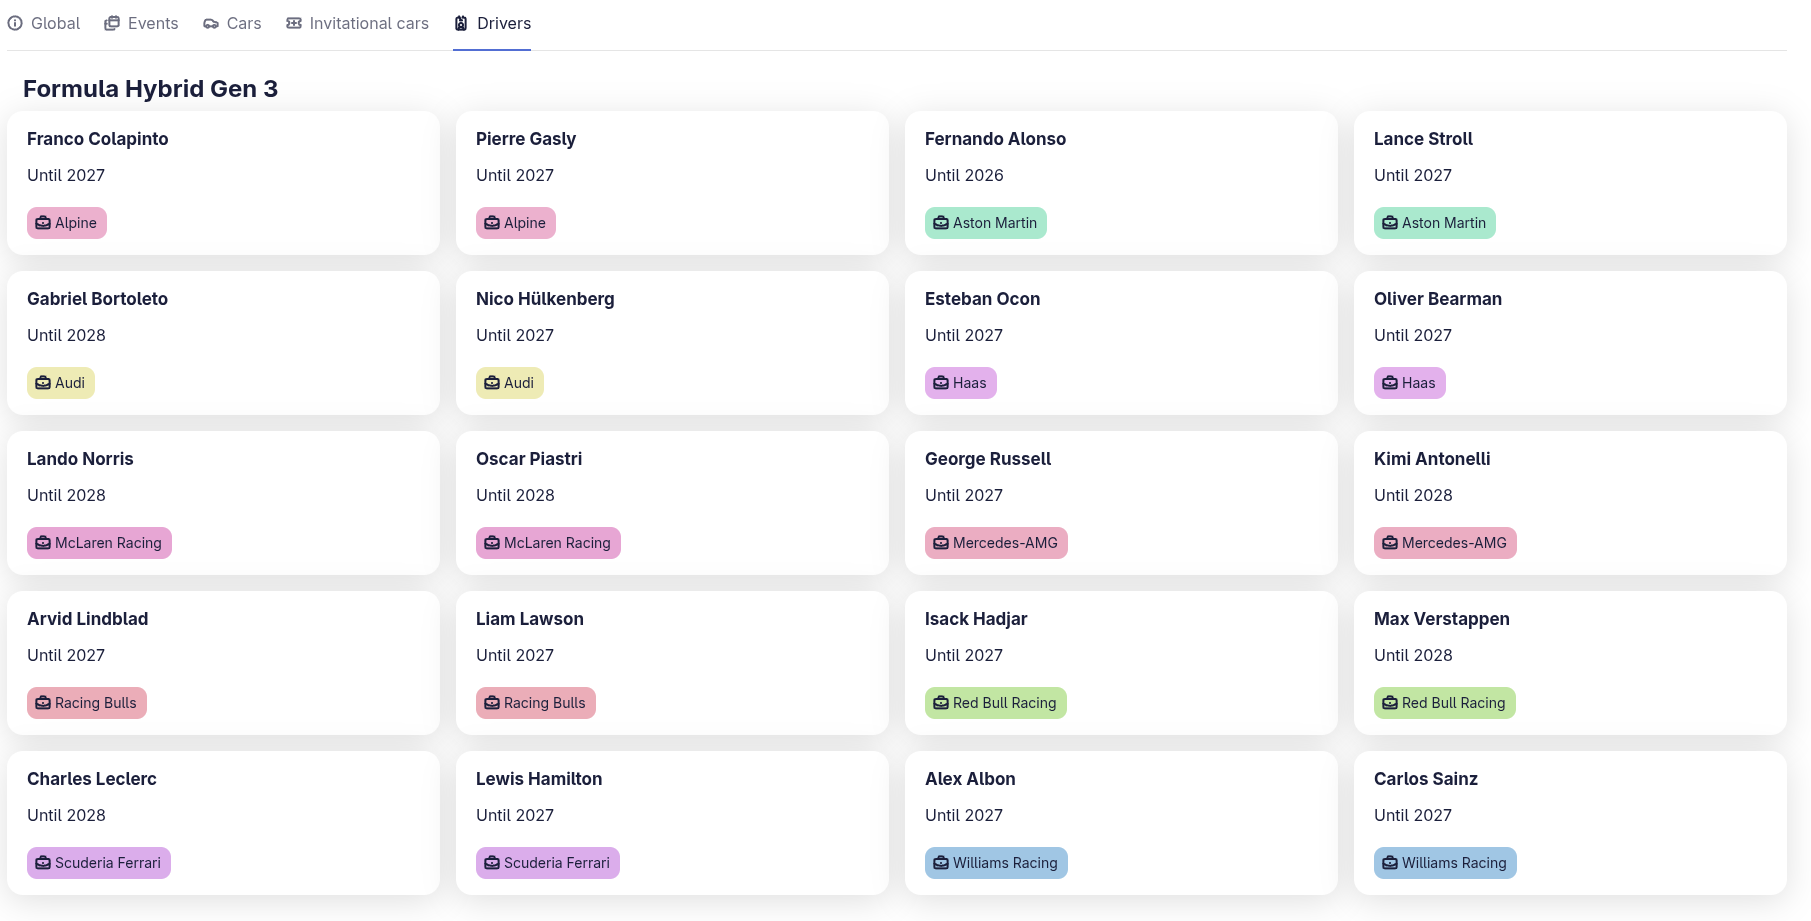 Global Events Cars Invitational cars Drivers
Formula Hybrid Gen 3
Franco Colapinto Pierre Gasly Fernando Alonso Lance Stroll
Until 2027 Until 2027 Until 2026 Until 2027
Alpine Alpine Aston Martin Aston Martin
Gabriel Bortoleto Nico Hülkenberg Esteban Ocon Oliver Bearman
Until 2028 Until 2027 Until 2027 Until 2027
Audi Audi Haas Haas
Lando Norris Oscar Piastri George Russell Kimi Antonelli
Until 2028 Until 2028 Until 2027 Until 2028
McLaren Racing McLaren Racing Mercedes-AMG Mercedes-AMG
Arvid Lindblad Liam Lawson Isack Hadjar Max Verstappen
Until 2027 Until 2027 Until 2027 Until 2028
Racing Bulls Racing Bulls Red Bull Racing Red Bull Racing
Charles Leclerc Lewis Hamilton Alex Albon Carlos Sainz
Until 2028 Until 2027 Until 2027 Until 2027
Scuderia Ferrari Scuderia Ferrari Williams Racing Williams Racing